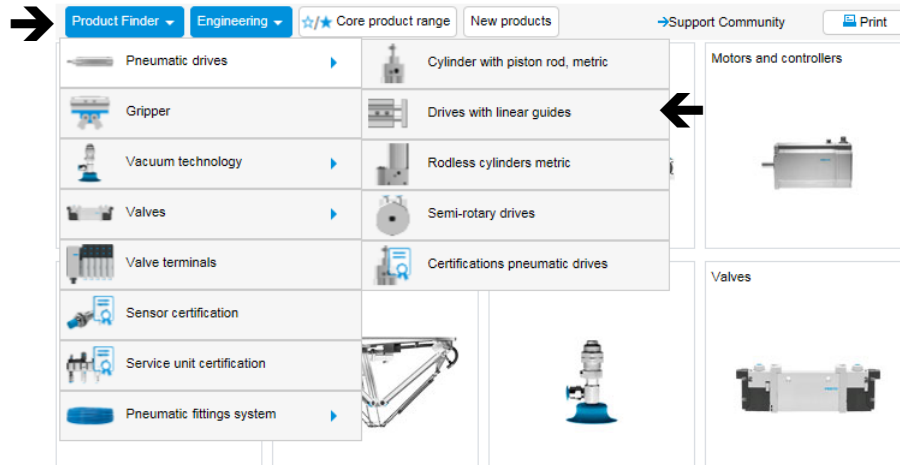 Product Finder
Engineering
Core product range
New products
Support Community
Print
Pneumatic drives
Gripper
Vacuum technology
Valves
Valve terminals
Sensor certification
Service unit certification
Pneumatic fittings system
Cylinder with piston rod, metric
Drives with linear guides
Rodless cylinders metric
Semi-rotary drives
Certifications pneumatic drives
Motors and controllers
Valves